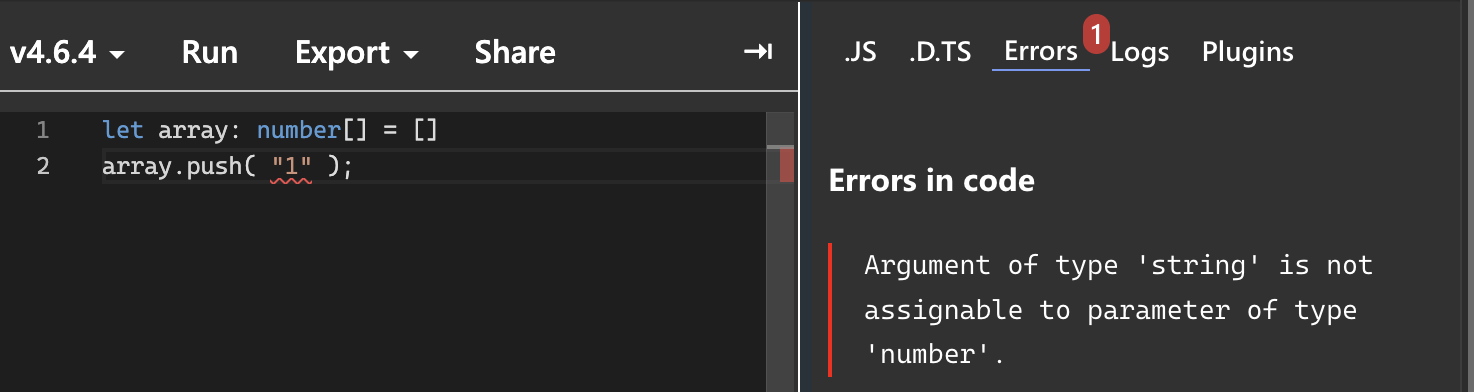 v4.6.4 Run Export Share
.JS .D.TS Errors 1 Logs Plugins
1 let array: number[] = []
2 array.push( "1" );
Errors in code
Argument of type 'string' is not
assignable to parameter of type
'number'.